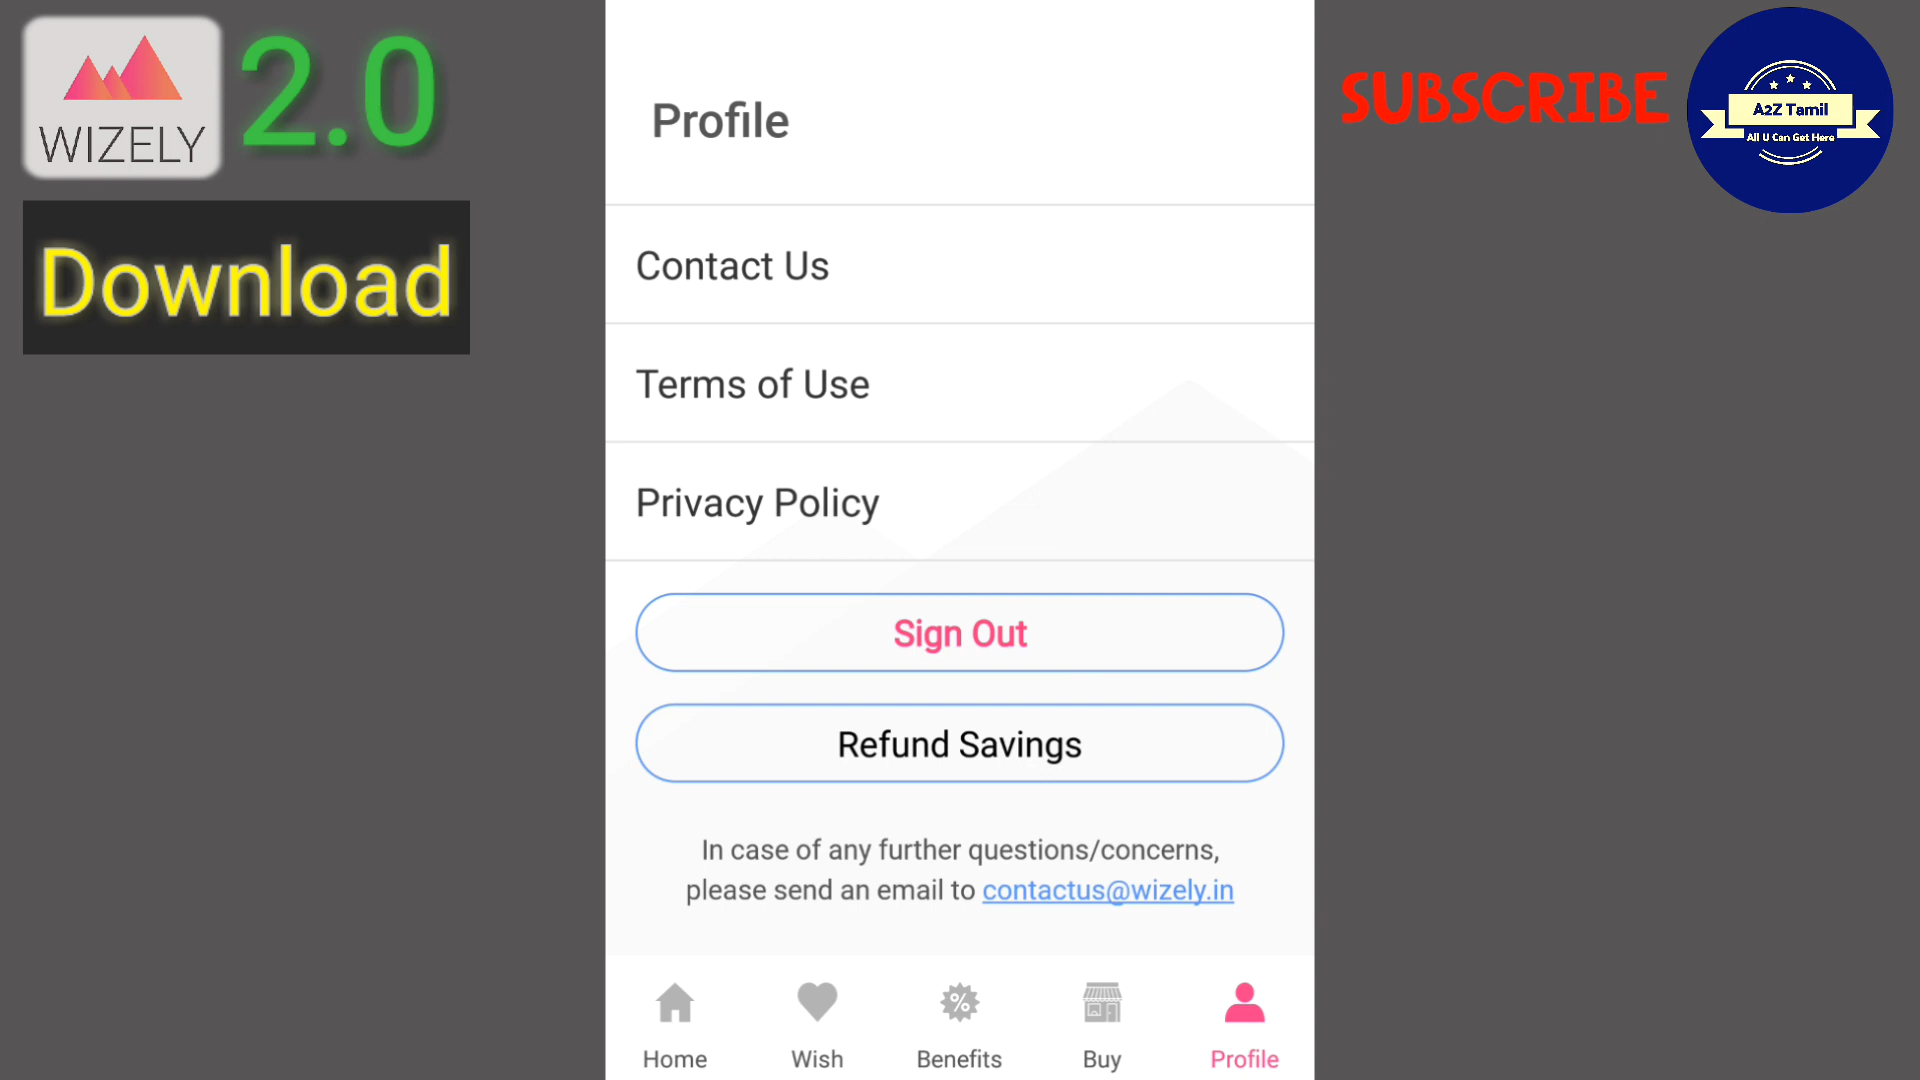 WIZELY
2.0
Download
SUBSCRIBE
A2Z Tamil
All U Can Get Here
Profile
Contact Us
Terms of Use
Privacy Policy
Sign Out
Refund Savings
In case of any further questions/concerns,
please send an email to contactus@wizely.in
Home
Wish
Benefits
Buy
Profile